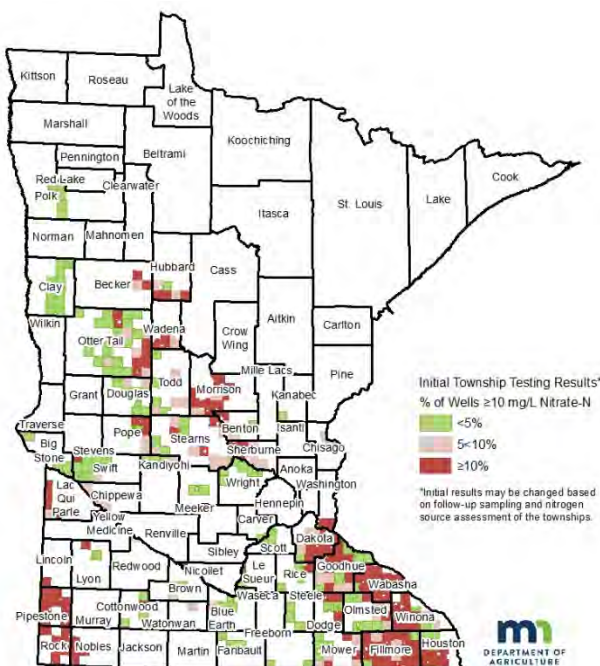 Kittson
Roseau
Lake
of the
Woods
Marshall
Koochiching
Pennington
Beltrami
St. Louis
Lake
Cook
Red Lake
Polk
Clearwater
Itasca
Norman
Mahnomen
Hubbard
Cass
Clay
Becker
Aitkin
Carlton
Wilkin
Otter Tail
Wadena
Crow
Wing
Pine
Mille Lacs
Kanabec
Grant
Douglas
Todd
Morrison
Traverse
Benton
Isanti
Big
Stone
Stevens
Pope
Stearns
Sherburne
Chisago
Swift
Kandiyohi
Anoka
Washington
Wright
Lac
Qui
Parle
Chippewa
Meeker
Hennepin
Yellow
Medicine
Renville
Carver
Dakota
Sibley
Scott
Lincoln
Lyon
Redwood
Nicollet
Le
Sueur
Rice
Goodhue
Wabasha
Brown
Pipestone
Murray
Cottonwood
Watonwan
Blue
Earth
Waseca
Steele
Dodge
Olmsted
Winona
Rock
Nobles
Jackson
Martin
Fanbault
Freeborn
Mower
Fillmore
Houston
Initial Township Testing Results*
% of Wells ≥10 mg/L Nitrate-N
<5%
5<10%
≥10%
*Initial results may be changed based
on follow-up sampling and nitrogen
source assessment of the townships.
mn
DEPARTMENT OF
AGRICULTURE